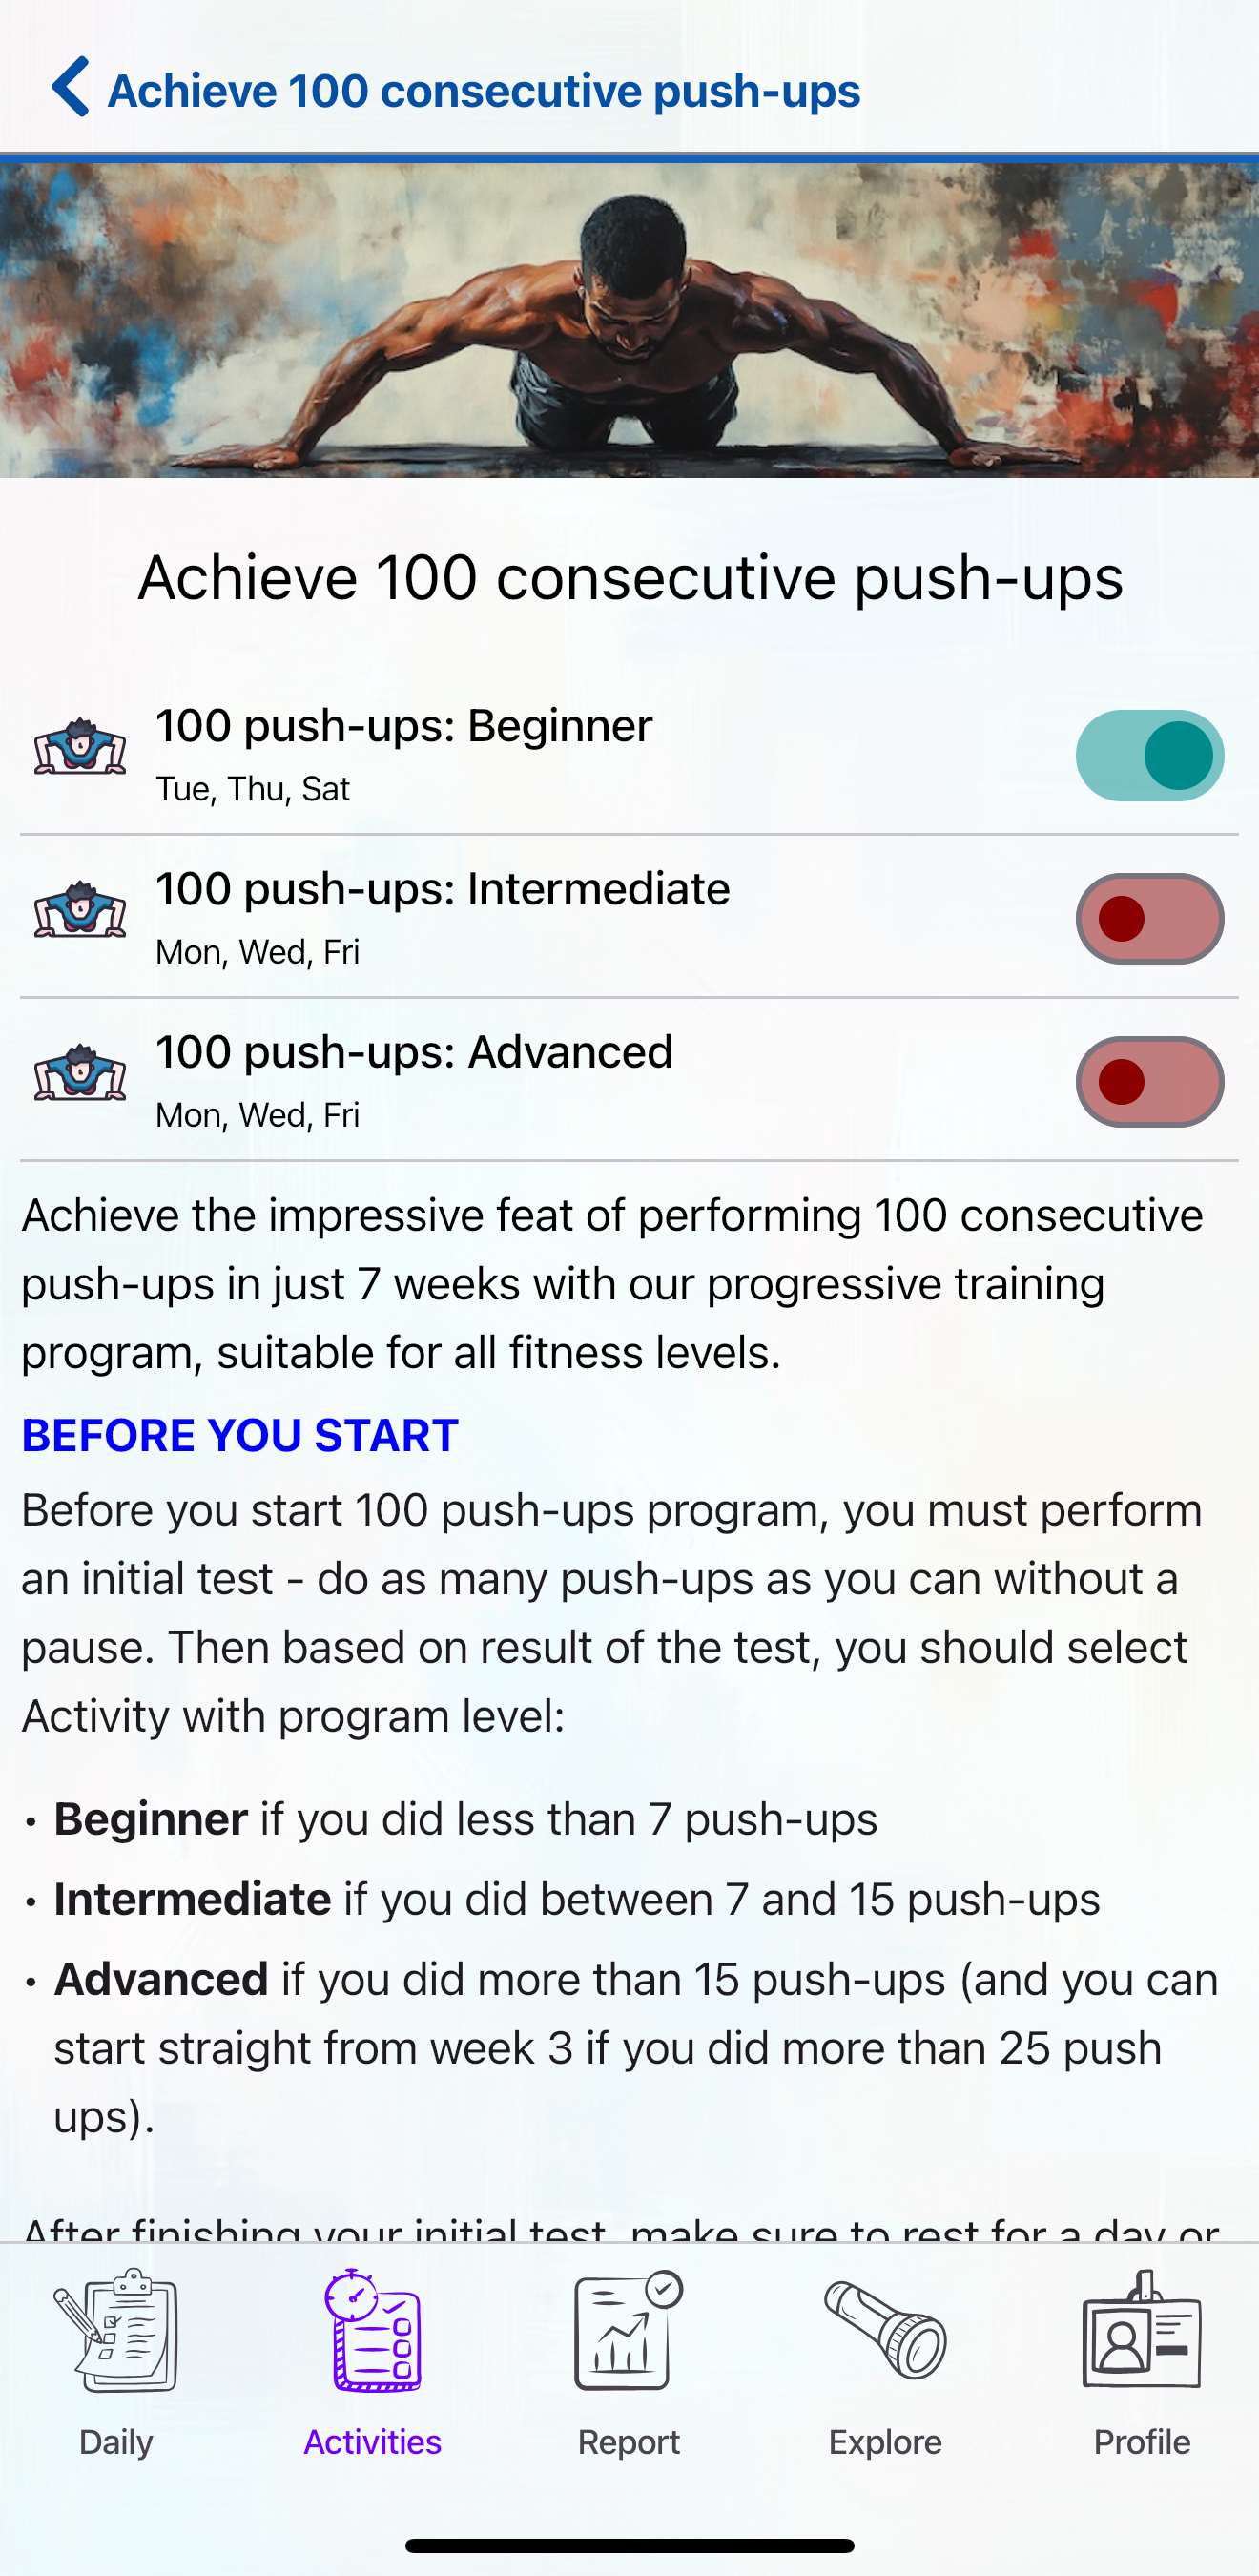 Achieve 100 consecutive push-ups
Achieve 100 consecutive push-ups
100 push-ups: Beginner
Tue, Thu, Sat
100 push-ups: Intermediate
Mon, Wed, Fri
100 push-ups: Advanced
Mon, Wed, Fri
Achieve the impressive feat of performing 100 consecutive
push-ups in just 7 weeks with our progressive training
program, suitable for all fitness levels.
BEFORE YOU START
Before you start 100 push-ups program, you must perform
an initial test - do as many push-ups as you can without a
pause. Then based on result of the test, you should select
Activity with program level:
• Beginner if you did less than 7 push-ups
• Intermediate if you did between 7 and 15 push-ups
• Advanced if you did more than 15 push-ups (and you can
start straight from week 3 if you did more than 25 push
ups).
After finishing your initial test, make sure to rest for a day or
Daily
Activities
Report
Explore
Profile